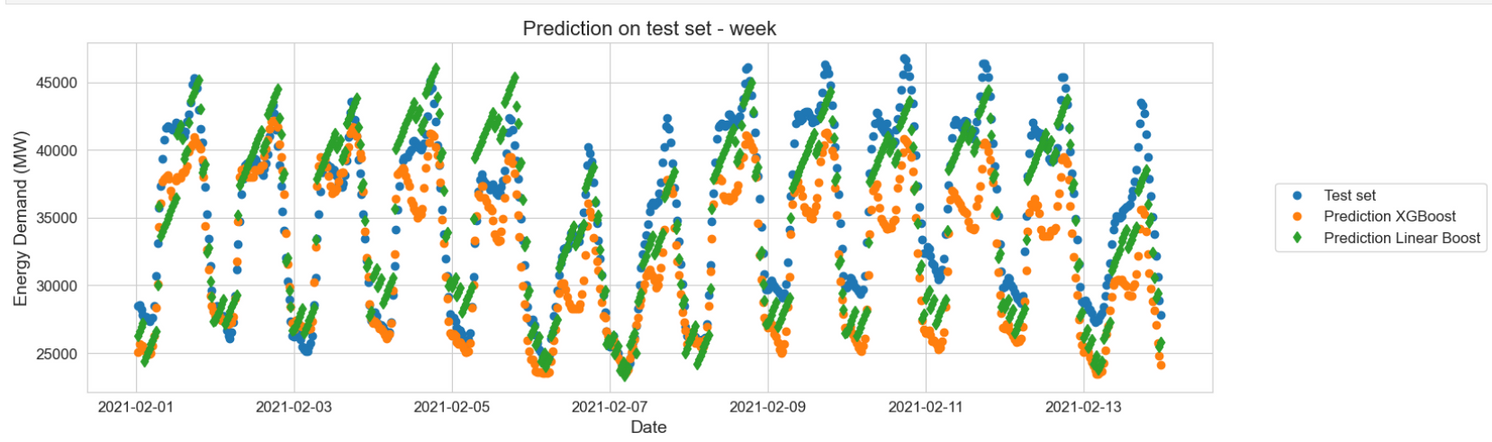 Prediction on test set - week
Energy Demand (MW)
45000
40000
35000
30000
25000
2021-02-01
2021-02-03
2021-02-05
2021-02-07
2021-02-09
2021-02-11
2021-02-13
Date
Test set
Prediction XGBoost
Prediction Linear Boost